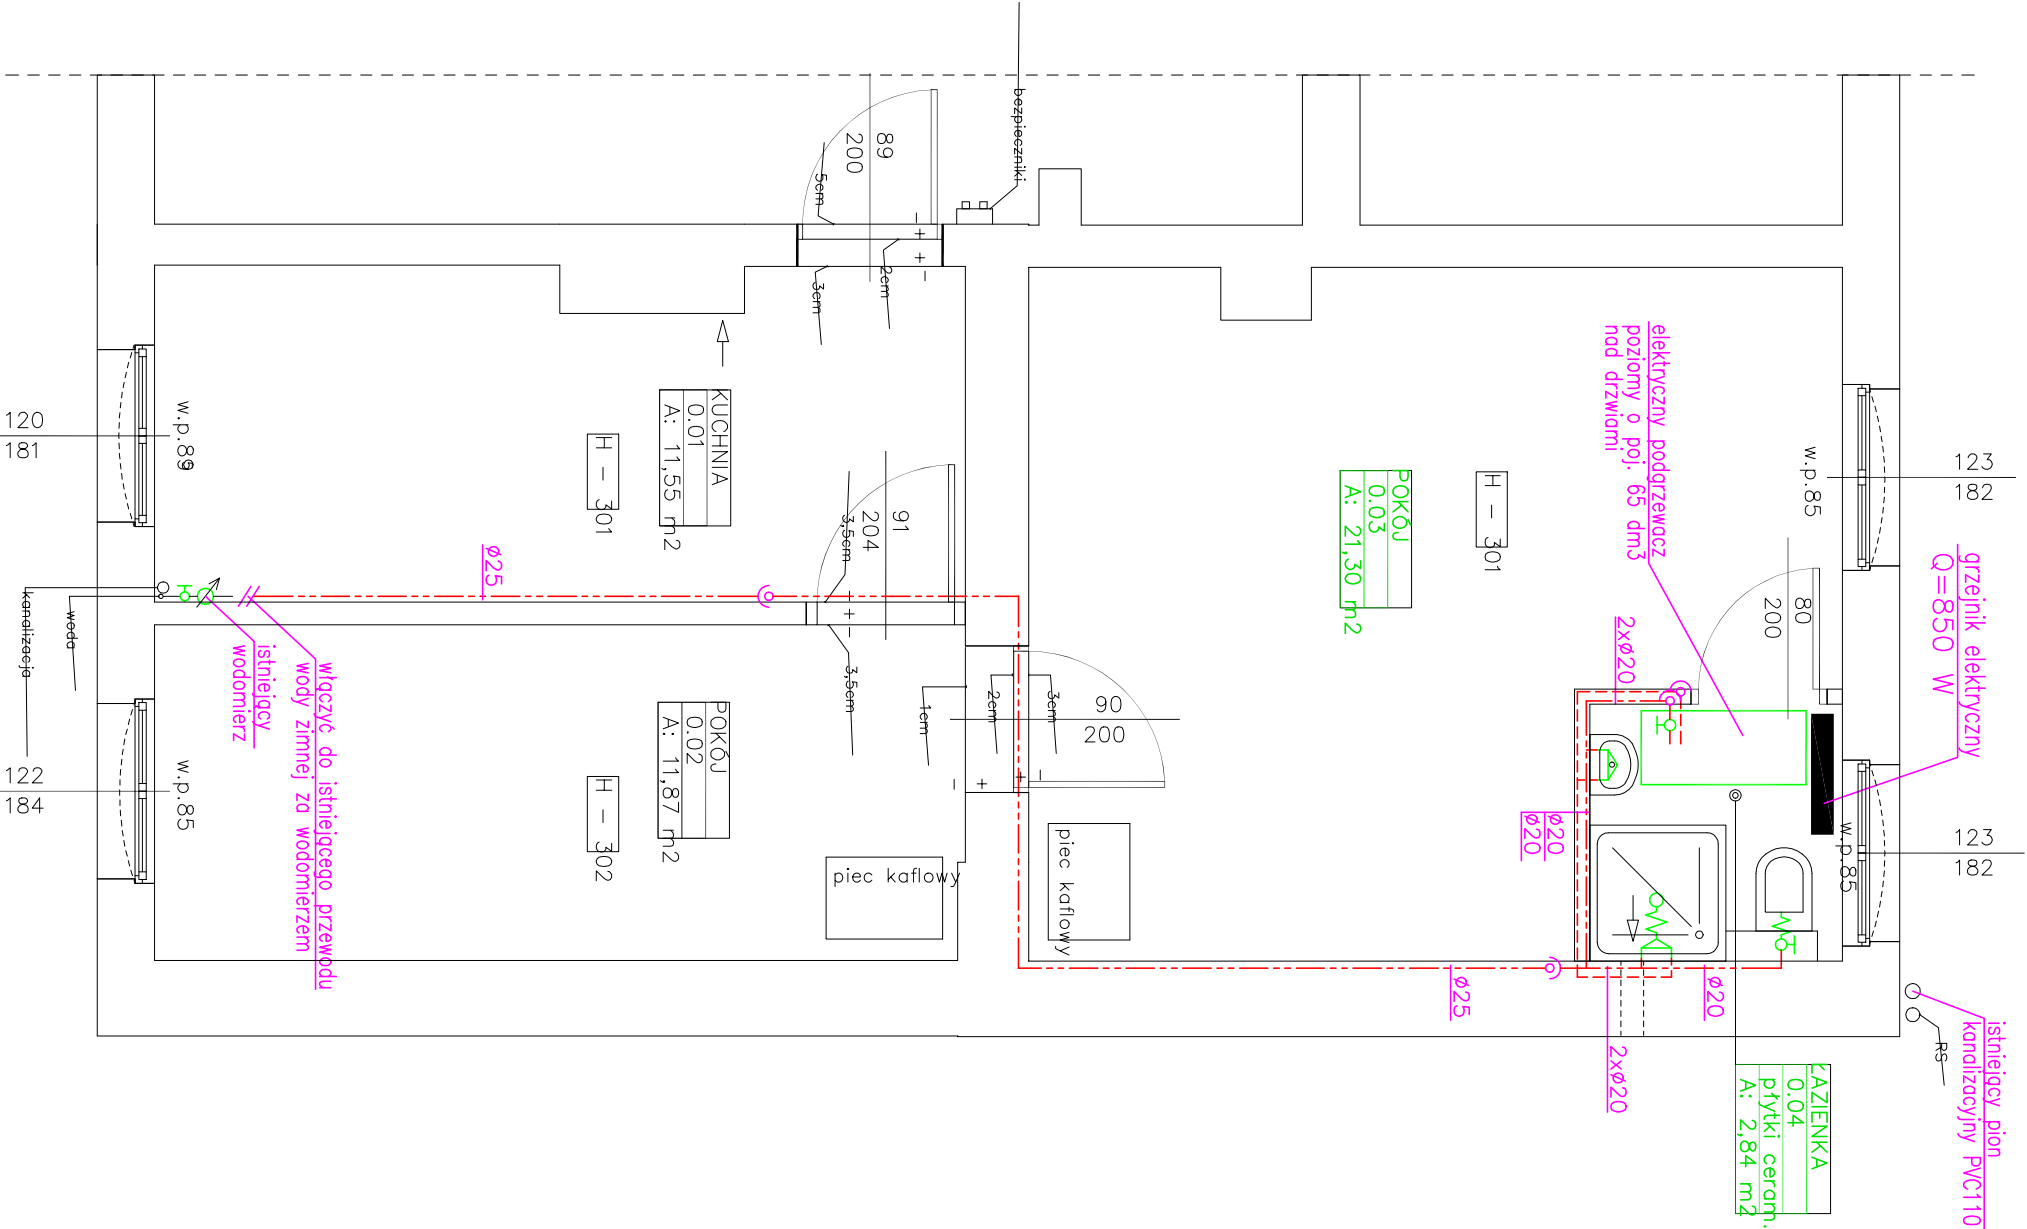 bezpieczniki
89
200
5cm
2cm
3cm
KUCHNIA
0.01
A: 11,55 m2
H - 301
w.p.89
120
181
91
204
3,5cm
3,5cm
ø25
kanalizacja
woda
istniejący
wodomierz
włączyć do istniejącego przewodu
wody zimnej za wodomierzem
POKÓJ
0.02
A: 11,87 m2
H - 302
w.p.85
122
184
piec kaflowy
1cm
2cm
3cm
90
200
piec kaflowy
POKÓJ
0.03
A: 21,30 m2
H - 301
elektryczny podgrzewacz
poziomy o poj. 65 dm3
nad drzwiami
w.p.85
123
182
grzejnik elektryczny
Q=850 W
80
200
2xø20
ø20
ø20
w.p.85
123
182
ø25
ø20
2xø20
istniejący pion
kanalizacyjny PVC110
RS
ŁAZIENKA
0.04
płytki ceram.
A: 2,84 m2